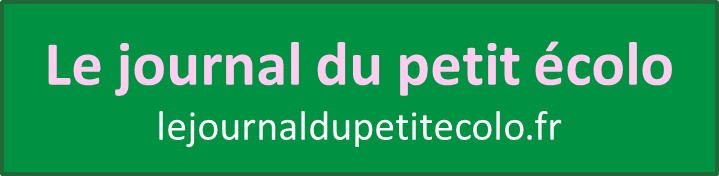 Le journal du petit écolo
lejournaldupetitecolo.fr